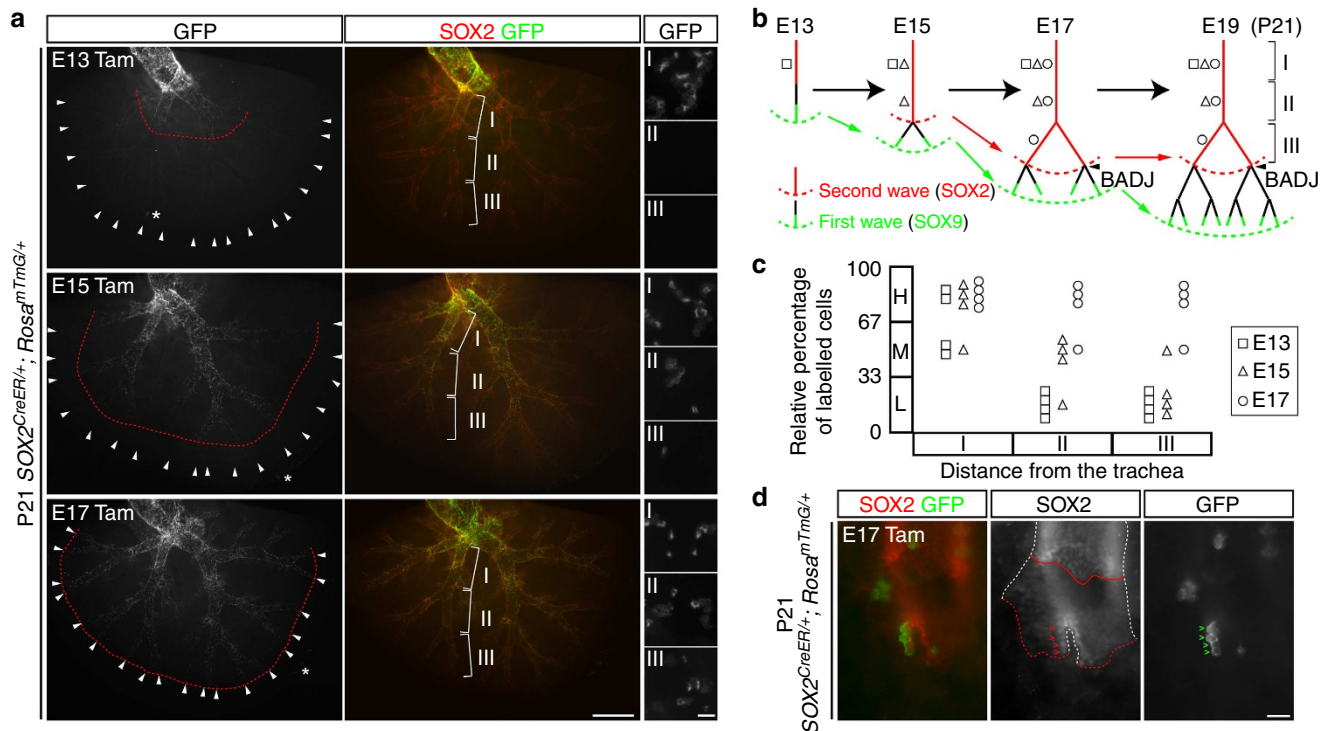 a
GFP
SOX2 GFP
GFP
P21 SOX2CreER/+; RosamTmG/+
E13 Tam
*
I
II
III
I
II
III
E15 Tam
*
I
II
III
I
II
III
E17 Tam
*
I
II
III
I
II
III
b
E13
E15
E17
E19 (P21)
I
II
III
BADJ
BADJ
Second wave (SOX2)
First wave (SOX9)
c
Relative percentage
of labelled cells
100
67
33
0
H
M
L
I
II
III
Distance from the trachea
E13
E15
E17
d
SOX2 GFP
SOX2
GFP
P21
SOX2CreER/+; RosamTmG/+
E17 Tam